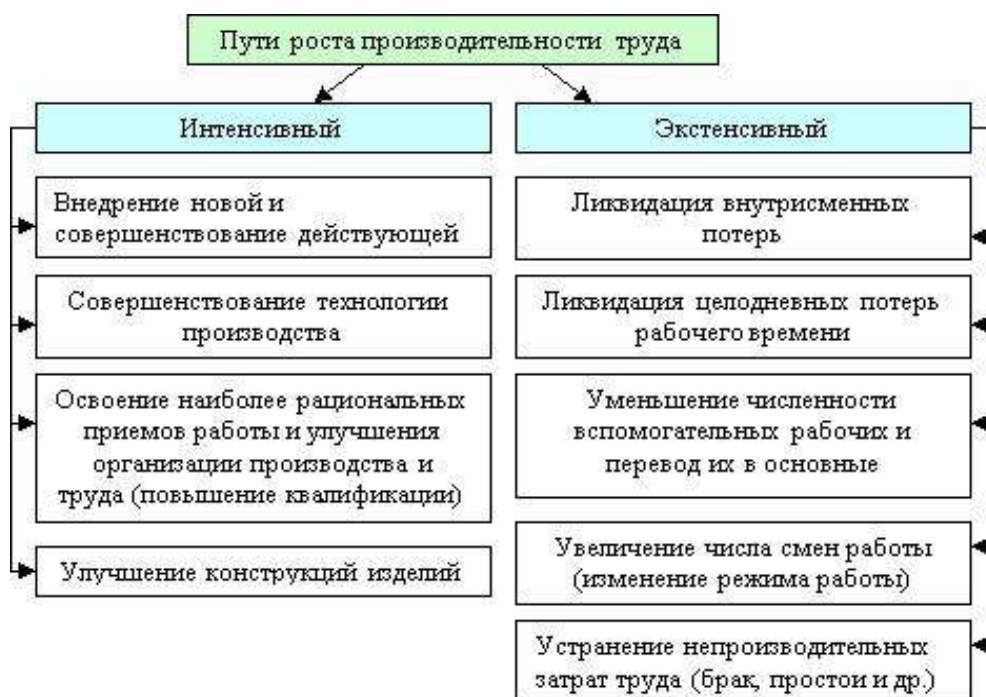 Пути роста производительности труда
Интенсивный
Внедрение новой и
совершенствование действующей
Совершенствование технологии
производства
Освоение наиболее рациональных
приемов работы и улучшения
организации производства и
труда (повышение квалификации)
Улучшение конструкций изделий
Экстенсивный
Ликвидация внутрисменных
потерь
Ликвидация целодневных потерь
рабочего времени
Уменьшение численности
вспомогательных рабочих и
перевод их в основные
Увеличение числа смен работы
(изменение режима работы)
Устранение непроизводительных
затрат труда (брак, простои и др.)